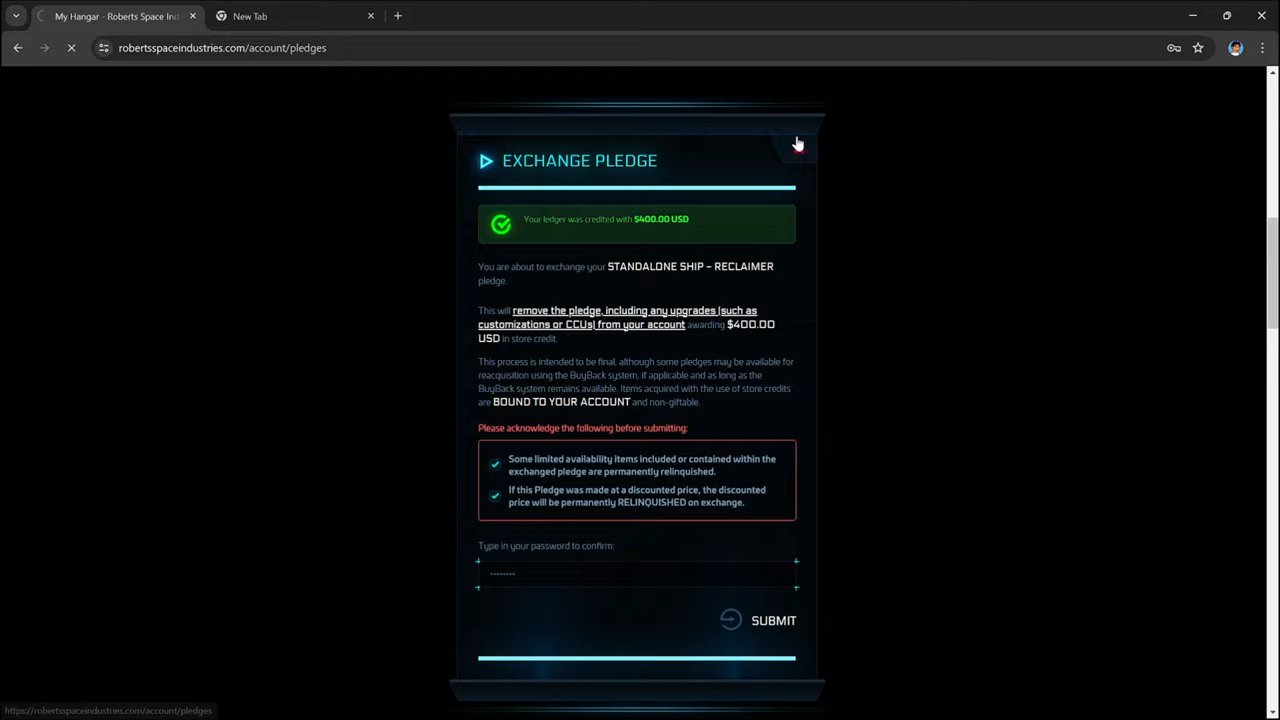 My Hangar - Roberts Space Ind
New Tab
robertsspaceindustries.com/account/pledges
EXCHANGE PLEDGE
Your ledger was credited with $400.00 USD
You are about to exchange your STANDALONE SHIP - RECLAIMER
pledge.
This will remove the pledge, including any upgrades (such as
customizations or CCUs) from your account awarding $400.00
USD in store credit.
This process is intended to be final, although some pledges may be available for
reacquisition using the BuyBack system, if applicable and as long as the
BuyBack system remains available. Items acquired with the use of store credits
are BOUND TO YOUR ACCOUNT and non-giftable.
Please acknowledge the following before submitting:
Some limited availability items included or contained within the
exchanged pledge are permanently relinquished.
If this Pledge was made at a discounted price, the discounted
price will be permanently RELINQUISHED on exchange.
Type in your password to confirm:
SUBMIT
https://robertsspaceindustries.com/account/pledges